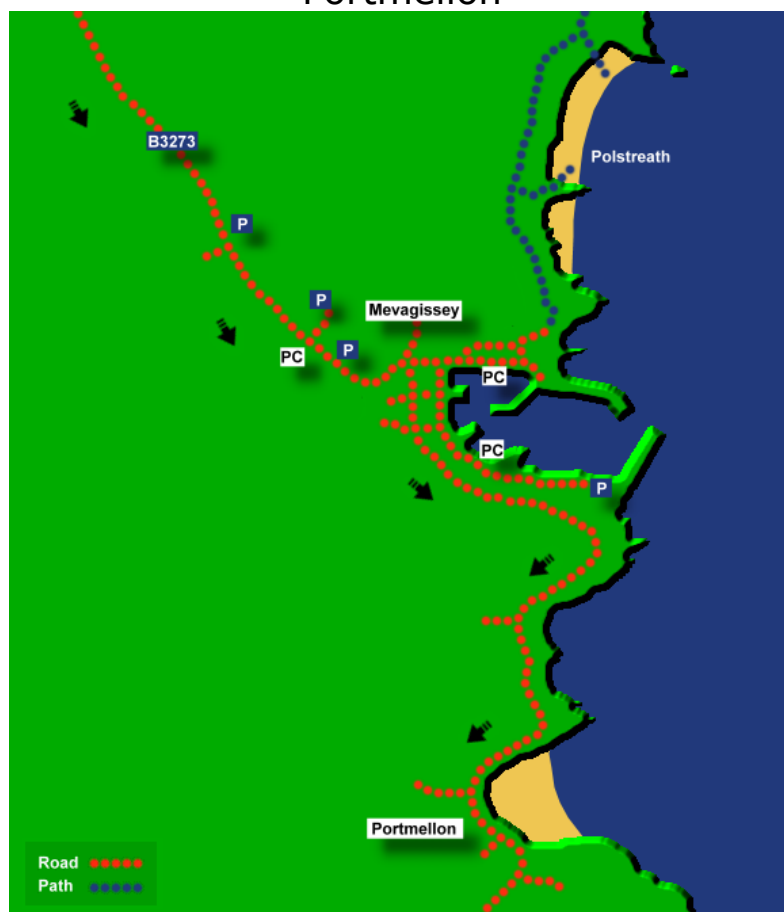 Portmellon
B3273
Polstreath
P
P
Mevagissey
P
PC
PC
PC
P
Portmellon
Road
Path